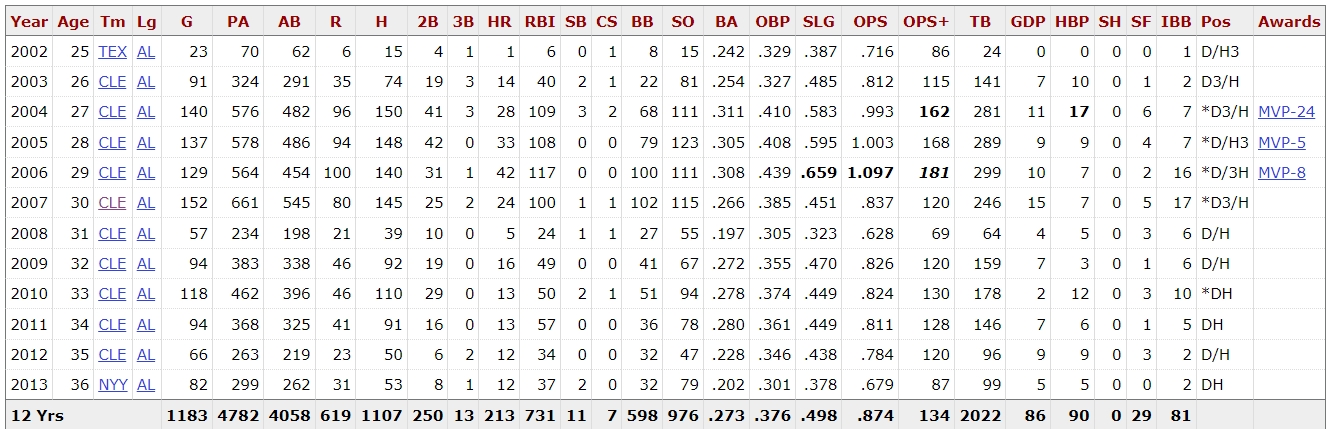 Year Age Tm Lg G PA AB R H 2B 3B HR RBI SB CS BB SO BA OBP SLG OPS OPS+ TB GDP HBP SH SF IBB Pos Awards
2002 25 TEX AL 23 70 62 6 15 4 1 1 6 0 1 8 15 .242 .329 .387 .716 86 24 0 0 0 0 1 D/H3
2003 26 CLE AL 91 324 291 35 74 19 3 14 40 2 1 22 81 .254 .327 .485 .812 115 141 7 10 0 1 2 D3/H
2004 27 CLE AL 140 576 482 96 150 41 3 28 109 3 2 68 111 .311 .410 .583 .993 162 281 11 17 0 6 7 *D3/H MVP-24
2005 28 CLE AL 137 578 486 94 148 42 0 33 108 0 0 79 123 .305 .408 .595 1.003 168 289 9 9 0 4 7 *D/H3 MVP-5
2006 29 CLE AL 129 564 454 100 140 31 1 42 117 0 0 100 111 .308 .439 .659 1.097 181 299 10 7 0 2 16 *D/3H MVP-8
2007 30 CLE AL 152 661 545 80 145 25 2 24 100 1 1 102 115 .266 .385 .451 .837 120 246 15 7 0 5 17 *D3/H
2008 31 CLE AL 57 234 198 21 39 10 0 5 24 1 1 27 55 .197 .305 .323 .628 69 64 4 5 0 3 6 D/H
2009 32 CLE AL 94 383 338 46 92 19 0 16 49 0 0 41 67 .272 .355 .470 .826 120 159 7 3 0 1 6 D/H
2010 33 CLE AL 118 462 396 46 110 29 0 13 50 2 1 51 94 .278 .374 .449 .824 130 178 2 12 0 3 10 *DH
2011 34 CLE AL 94 368 325 41 91 16 0 13 57 0 0 36 78 .280 .361 .449 .811 128 146 7 6 0 1 5 DH
2012 35 CLE AL 66 263 219 23 50 6 2 12 34 0 0 32 47 .228 .346 .438 .784 120 96 9 9 0 3 2 D/H
2013 36 NYY AL 82 299 262 31 53 8 1 12 37 2 0 32 79 .202 .301 .378 .679 87 99 5 5 0 0 2 DH
12 Yrs 1183 4782 4058 619 1107 250 13 213 731 11 7 598 976 .273 .376 .498 .874 134 2022 86 90 0 29 81